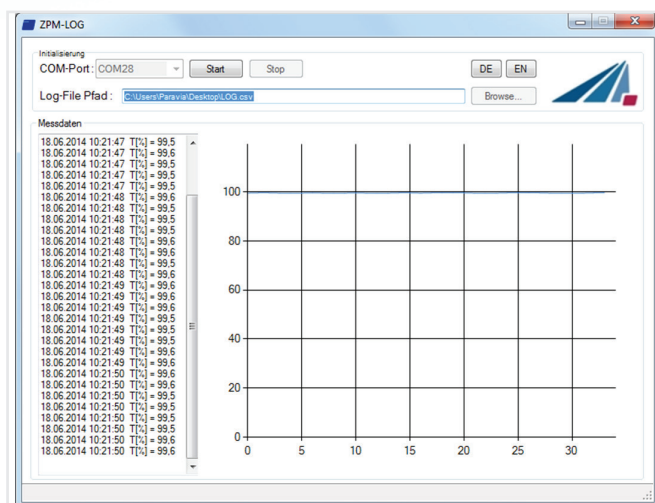 ZPM-LOG
Initialisierung
COM-Port: COM28 Start Stop DE EN
Log-File Pfad : C:\Users\Paravia\Desktop\LOG.csv Browse...
Messdaten
18.06.2014 10:21:47 T[%] = 99,5
18.06.2014 10:21:47 T[%] = 99,6
18.06.2014 10:21:47 T[%] = 99,5
18.06.2014 10:21:47 T[%] = 99,6
18.06.2014 10:21:47 T[%] = 99,5
18.06.2014 10:21:48 T[%] = 99,6
18.06.2014 10:21:48 T[%] = 99,5
18.06.2014 10:21:48 T[%] = 99,5
18.06.2014 10:21:48 T[%] = 99,5
18.06.2014 10:21:48 T[%] = 99,6
18.06.2014 10:21:48 T[%] = 99,6
18.06.2014 10:21:48 T[%] = 99,5
18.06.2014 10:21:48 T[%] = 99,6
18.06.2014 10:21:49 T[%] = 99,6
18.06.2014 10:21:49 T[%] = 99,6
18.06.2014 10:21:49 T[%] = 99,6
18.06.2014 10:21:49 T[%] = 99,6
18.06.2014 10:21:49 T[%] = 99,5
18.06.2014 10:21:49 T[%] = 99,5
18.06.2014 10:21:49 T[%] = 99,6
18.06.2014 10:21:49 T[%] = 99,5
18.06.2014 10:21:50 T[%] = 99,6
18.06.2014 10:21:50 T[%] = 99,6
18.06.2014 10:21:50 T[%] = 99,5
18.06.2014 10:21:50 T[%] = 99,5
18.06.2014 10:21:50 T[%] = 99,5
18.06.2014 10:21:50 T[%] = 99,5
18.06.2014 10:21:50 T[%] = 99,6
18.06.2014 10:21:50 T[%] = 99,6
100
80
60
40
20
0
0 5 10 15 20 25 30